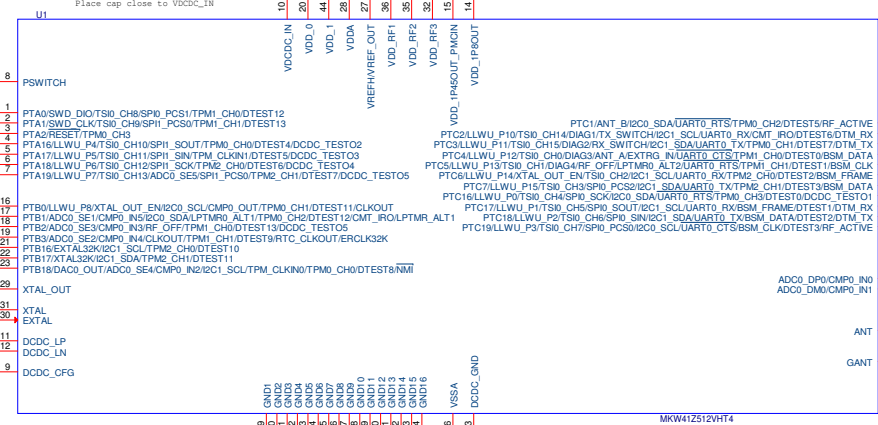 Place cap close to VDCDC_IN
U1
10
20
44
28
27
36
35
32
15
14
VDCDC_IN
VDD_0
VDD_1
VDDA
VREFH/VREF_OUT
VDD_RF1
VDD_RF2
VDD_RF3
VDD_1P45OUT_PMCIN
VDD_1P8OUT
8 PSWITCH
1 PTA0/SWD_DIO/TSI0_CH8/SPI0_PCS1/TPM1_CH0/DTEST12
2 PTA1/SWD_CLK/TSI0_CH9/SPI1_PCS0/TPM1_CH1/DTEST13
3 PTA2/RESET/TPM0_CH3
4 PTA16/LLWU_P4/TSI0_CH10/SPI1_SOUT/TPM0_CH0/DTEST4/DCDC_TESTO2
5 PTA17/LLWU_P5/TSI0_CH11/SPI1_SIN/TPM_CLKIN1/DTEST5/DCDC_TESTO3
6 PTA18/LLWU_P6/TSI0_CH12/SPI1_SCK/TPM2_CH0/DTEST6/DCDC_TESTO4
7 PTA19/LLWU_P7/TSI0_CH13/ADC0_SE5/SPI1_PCS0/TPM2_CH1/DTEST7/DCDC_TESTO5
16 PTB0/LLWU_P8/XTAL_OUT_EN/I2C0_SCL/CMP0_OUT/TPM0_CH1/DTEST11/CLKOUT
17 PTB1/ADC0_SE1/CMP0_IN5/I2C0_SDA/LPTMR0_ALT1/TPM0_CH2/DTEST12/CMT_IRO/LPTMR_ALT1
18 PTB2/ADC0_SE3/CMP0_IN3/RF_OFF/TPM1_CH0/DTEST13/DCDC_TESTO5
19 PTB3/ADC0_SE2/CMP0_IN4/CLKOUT/TPM1_CH1/DTEST9/RTC_CLKOUT/ERCLK32K
21 PTB16/EXTAL32K/I2C1_SCL/TPM2_CH0/DTEST10
22 PTB17/XTAL32K/I2C1_SDA/TPM2_CH1/DTEST11
23 PTB18/DAC0_OUT/ADC0_SE4/CMP0_IN2/I2C1_SCL/TPM_CLKIN0/TPM0_CH0/DTEST8/NMI
29 XTAL_OUT
31 XTAL
30 EXTAL
11 DCDC_LP
12 DCDC_LN
9 DCDC_CFG
PTC1/ANT_B/I2C0_SDA/UART0_RTS/TPM0_CH2/DTEST5/RF_ACTIVE
PTC2/LLWU_P10/TSI0_CH14/DIAG1/TX_SWITCH/I2C1_SCL/UART0_RX/CMT_IRO/DTEST6/DTM_RX
PTC3/LLWU_P11/TSI0_CH15/DIAG2/RX_SWITCH/I2C1_SDA/UART0_TX/TPM0_CH1/DTEST7/DTM_TX
PTC4/LLWU_P12/TSI0_CH0/DIAG3/ANT_A/EXTRG_IN/UART0_CTS/TPM1_CH0/DTEST0/BSM_DATA
PTC5/LLWU_P13/TSI0_CH1/DIAG4/RF_OFF/LPTMR0_ALT2/UART0_RTS/TPM1_CH1/DTEST1/BSM_CLK
PTC6/LLWU_P14/XTAL_OUT_EN/TSI0_CH2/I2C1_SCL/UART0_RX/TPM2_CH0/DTEST2/BSM_FRAME
PTC7/LLWU_P15/TSI0_CH3/SPI0_PCS2/I2C1_SDA/UART0_TX/TPM2_CH1/DTEST3/BSM_DATA
PTC16/LLWU_P0/TSI0_CH4/SPI0_SCK/I2C0_SDA/UART0_RTS/TPM0_CH3/DTEST0/DCDC_TESTO1
PTC17/LLWU_P1/TSI0_CH5/SPI0_SOUT/I2C1_SCL/UART0_RX/BSM_FRAME/DTEST1/DTM_RX
PTC18/LLWU_P2/TSI0_CH6/SPI0_SIN/I2C1_SDA/UART0_TX/BSM_DATA/DTEST2/DTM_TX
PTC19/LLWU_P3/TSI0_CH7/SPI0_PCS0/I2C0_SCL/UART0_CTS/BSM_CLK/DTEST3/RF_ACTIVE
ADC0_DP0/CMP0_IN0
ADC0_DM0/CMP0_IN1
ANT
GANT
GND1
GND2
GND3
GND4
GND5
GND6
GND7
GND8
GND9
GND10
GND11
GND12
GND13
GND14
GND15
GND16
VSSA
DCDC_GND
MKW41Z512VHT4